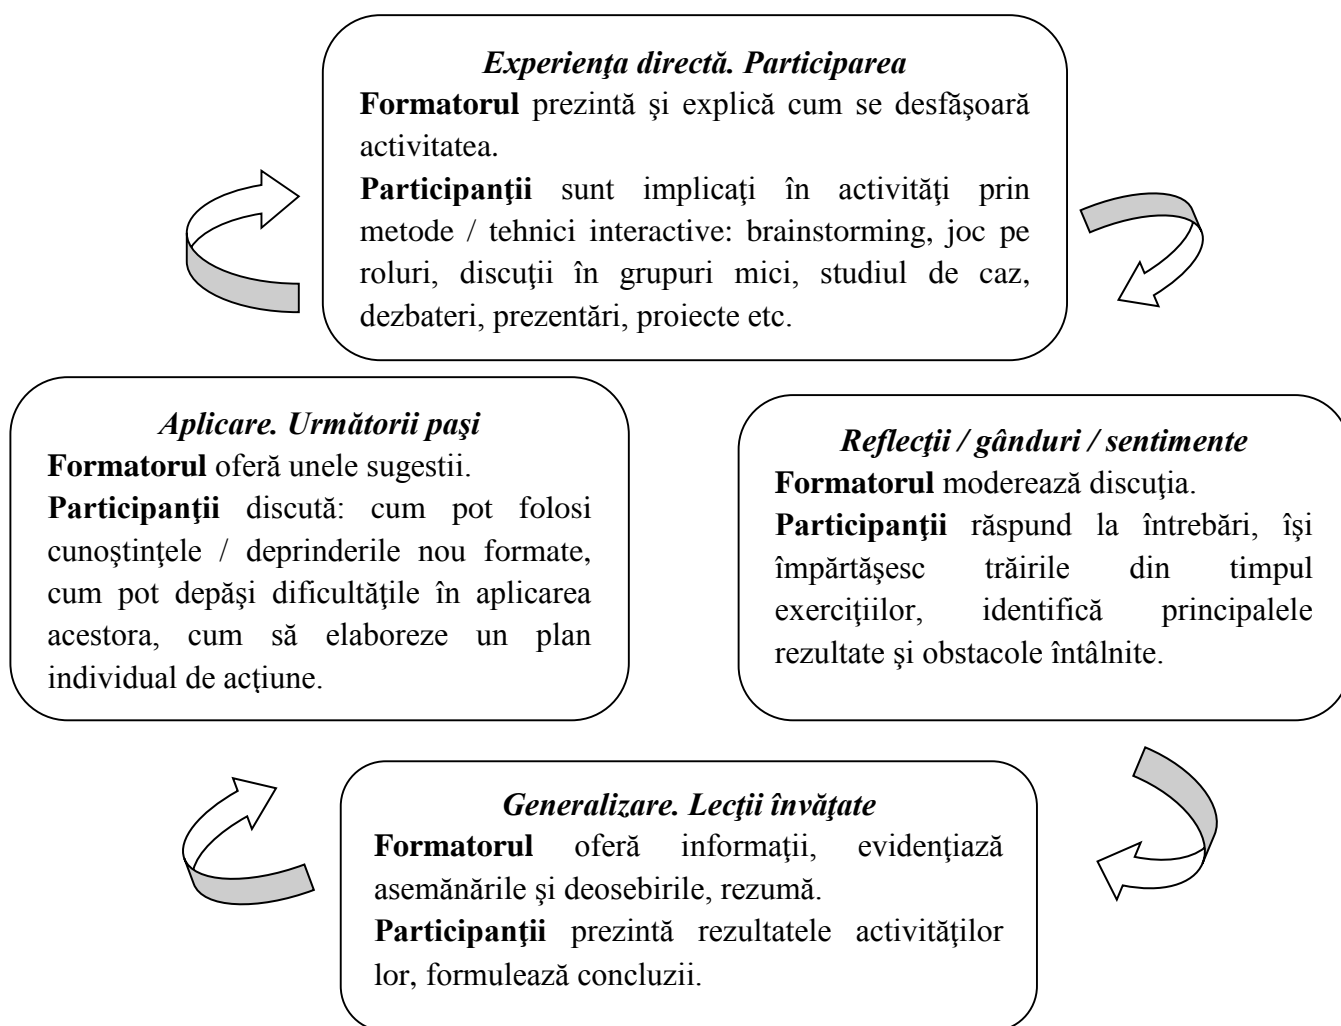 Experienţa directă. Participarea
Formatorul prezintă şi explică cum se desfăşoară
activitatea.
Participanţii sunt implicaţi în activităţi prin
metode / tehnici interactive: brainstorming, joc pe
roluri, discuţii în grupuri mici, studiul de caz,
dezbateri, prezentări, proiecte etc.
Aplicare. Următorii paşi
Formatorul oferă unele sugestii.
Participanţii discută: cum pot folosi
cunoştinţele / deprinderile nou formate,
cum pot depăşi dificultăţile în aplicarea
acestora, cum să elaboreze un plan
individual de acţiune.
Reflecţii / gânduri / sentimente
Formatorul moderează discuţia.
Participanţii răspund la întrebări, îşi
împărtăşesc trăirile din timpul
exerciţiilor, identifică principalele
rezultate şi obstacole întâlnite.
Generalizare. Lecţii învăţate
Formatorul oferă informaţii, evidenţiază
asemănările şi deosebirile, rezumă.
Participanţii prezintă rezultatele activităţilor
lor, formulează concluzii.